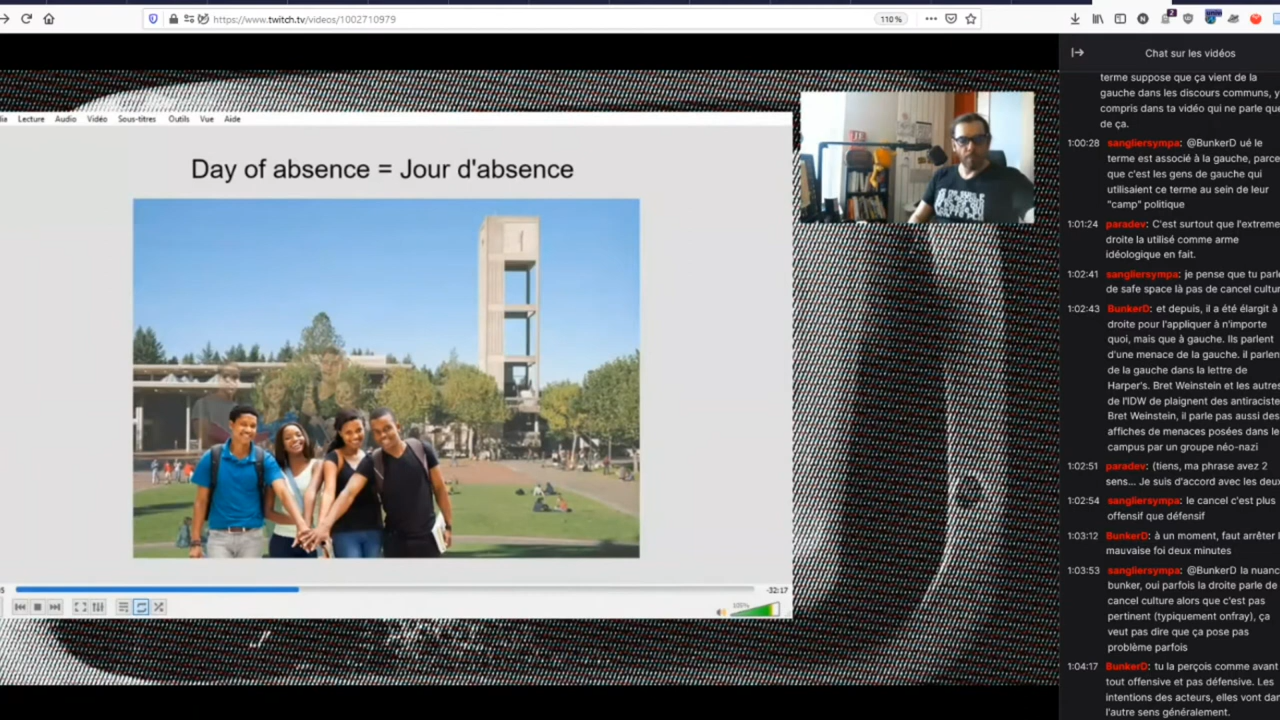 https://www.twitch.tv/videos/1002710979
110%
Lecture Audio Vidéo Sous-titres Outils Vue Aide
Day of absence = Jour d'absence
-32:17
100%
Chat sur les vidéos
terme suppose que ça vient de la
gauche dans les discours communs, y
compris dans ta vidéo qui ne parle que
de ça.
1:00:28 sangliersympa: @BunkerD ué le
terme est associé à la gauche, parce
que c'est les gens de gauche qui
utilisaient ce terme au sein de leur
"camp" politique
1:01:24 paradev: C'est surtout que l'extreme
droite la utilisé comme arme
idéologique en fait.
1:02:41 sangliersympa: je pense que tu parle
de safe space là pas de cancel cultur
1:02:43 BunkerD: et depuis, il a été élargit à
droite pour l'appliquer à n'importe
quoi, mais que à gauche. Ils parlent
d'une menace de la gauche. il parlen
de la gauche dans la lettre de
Harper's. Bret Weinstein et les autres
de l'IDW de plaignent des antiraciste
Bret Weinstein, il parle pas aussi des
affiches de menaces posées dans le
campus par un groupe néo-nazi
1:02:51 paradev: (tiens, ma phrase avez 2
sens... Je suis d'accord avec les deux
1:02:54 sangliersympa: le cancel c'est plus
offensif que défensif
1:03:12 BunkerD: à un moment, faut arrêter l
mauvaise foi deux minutes
1:03:53 sangliersympa: @BunkerD la nuanc
bunker, oui parfois la droite parle de
cancel culture alors que c'est pas
pertinent (typiquement onfray), ça
veut pas dire que ça pose pas
problème parfois
1:04:17 BunkerD: tu la perçois comme avant
tout offensive et pas défensive. Les
intentions des acteurs, elles vont dan
l'autre sens généralement.